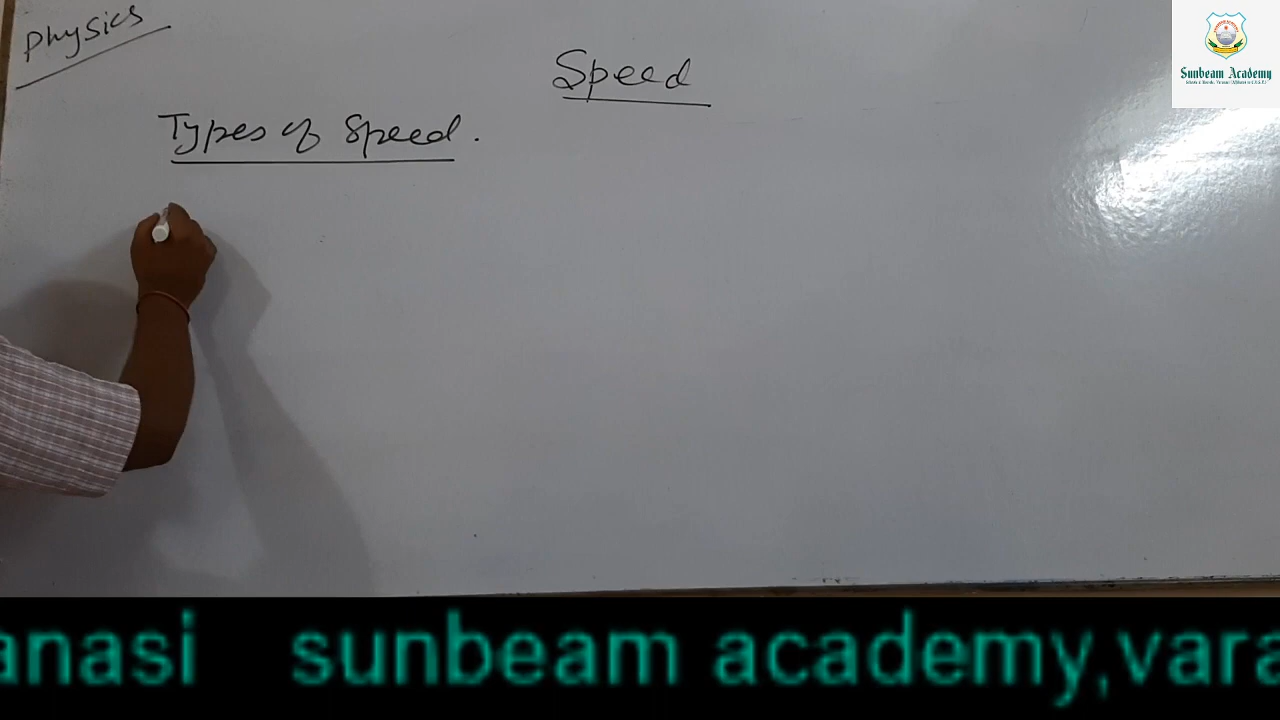 Physics
Speed
Types of Speed.
Sunbeam Academy
anasi sunbeam academy,vara